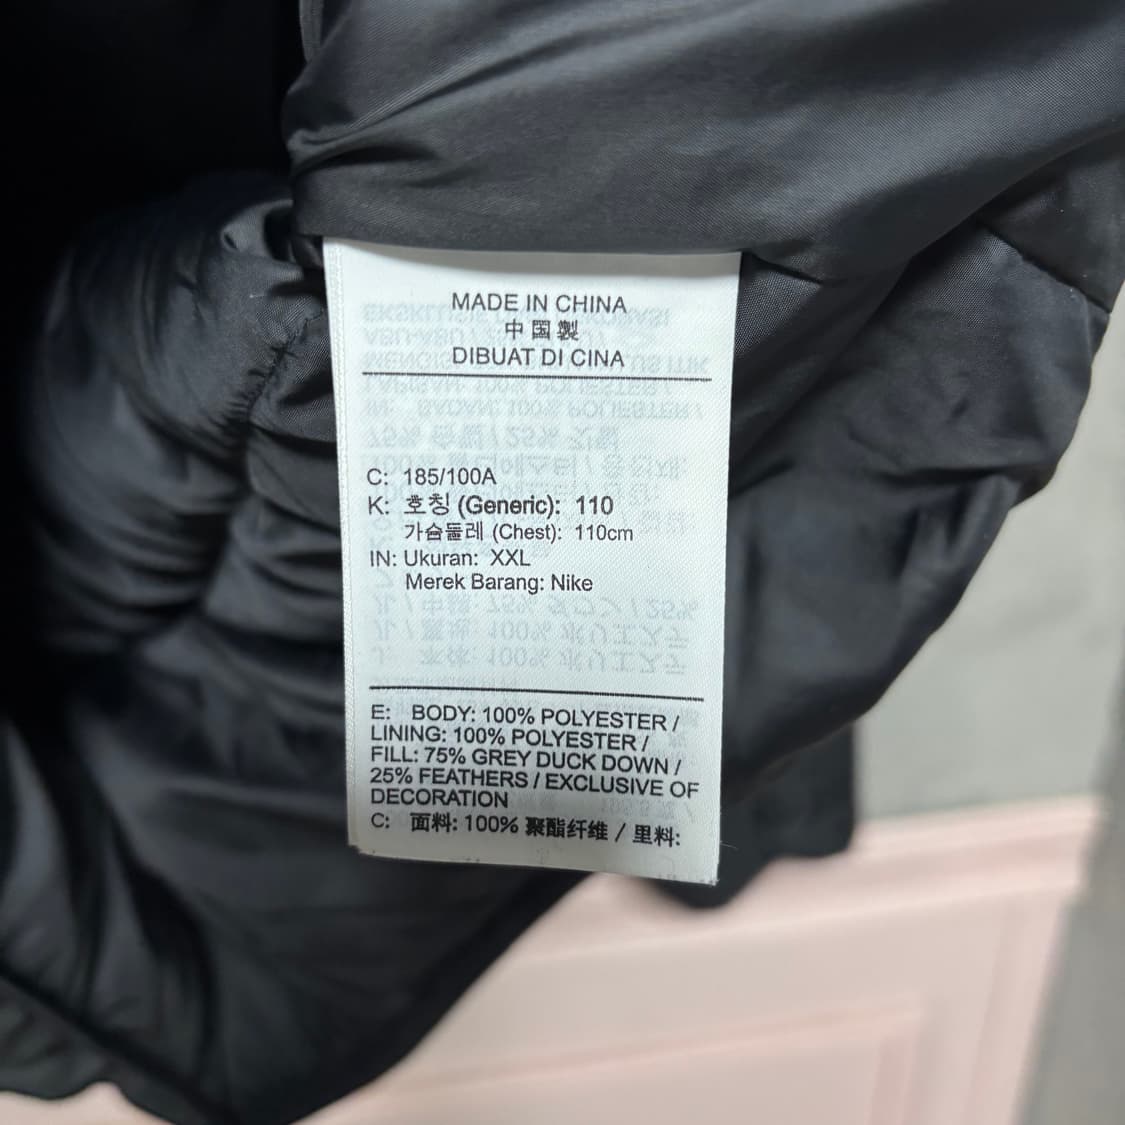 MADE IN CHINA
中国製
DIBUAT DI CINA
C: 185/100A
K: 호칭 (Generic): 110
가슴둘레 (Chest): 110cm
IN: Ukuran: XXL
Merek Barang: Nike
E: BODY: 100% POLYESTER /
LINING: 100% POLYESTER /
FILL: 75% GREY DUCK DOWN /
25% FEATHERS / EXCLUSIVE OF
DECORATION
C: 面料: 100% 聚酯纤维 / 里料: